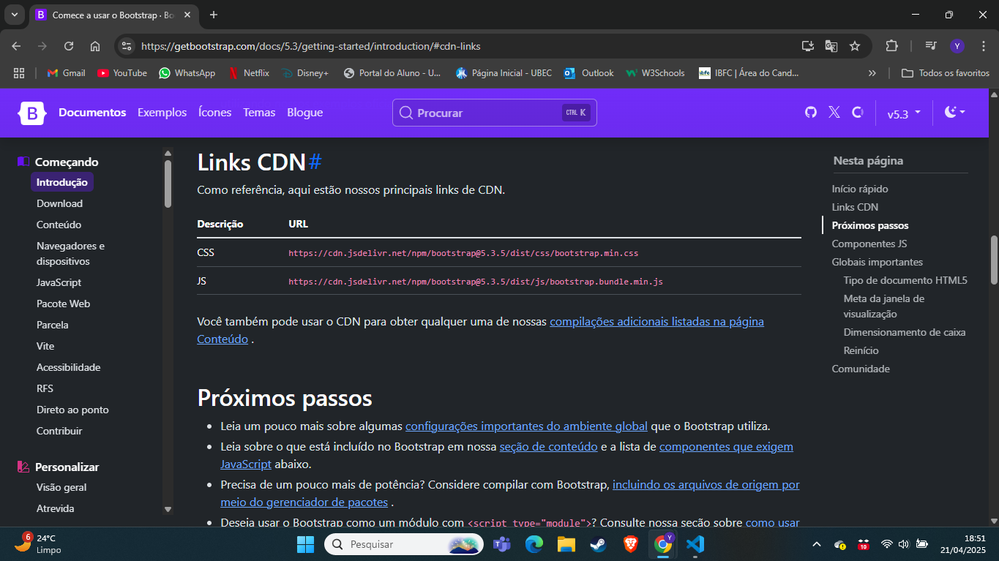 Comece a usar o Bootstrap · Bo
https://getbootstrap.com/docs/5.3/getting-started/introduction/#cdn-links
Y
Gmail
YouTube
WhatsApp
Netflix
Disney+
Portal do Aluno - U...
Página Inicial - UBEC
Outlook
W3Schools
IBFC | Área do Cand...
Todos os favoritos
B
Documentos
Exemplos
Ícones
Temas
Blogue
Procurar
CTRL K
v5.3
Começando
Introdução
Download
Conteúdo
Navegadores e
dispositivos
JavaScript
Pacote Web
Parcela
Vite
Acessibilidade
RFS
Direto ao ponto
Contribuir
Personalizar
Visão geral
Atrevida
Links CDN#
Como referência, aqui estão nossos principais links de CDN.
Descrição URL
CSS https://cdn.jsdelivr.net/npm/bootstrap@5.3.5/dist/css/bootstrap.min.css
JS https://cdn.jsdelivr.net/npm/bootstrap@5.3.5/dist/js/bootstrap.bundle.min.js
Você também pode usar o CDN para obter qualquer uma de nossas compilações adicionais listadas na página
Conteúdo .
Próximos passos
• Leia um pouco mais sobre algumas configurações importantes do ambiente global que o Bootstrap utiliza.
• Leia sobre o que está incluído no Bootstrap em nossa seção de conteúdo e a lista de componentes que exigem
JavaScript abaixo.
• Precisa de um pouco mais de potência? Considere compilar com Bootstrap, incluindo os arquivos de origem por
meio do gerenciador de pacotes .
• Deseja usar o Bootstrap como um módulo com <script type="module">? Consulte nossa seção sobre como usar
Nesta página
Início rápido
Links CDN
Próximos passos
Componentes JS
Globais importantes
Tipo de documento HTML5
Meta da janela de
visualização
Dimensionamento de caixa
Reinício
Comunidade
6
24°C
Limpo
Pesquisar
Y
10
18:51
21/04/2025